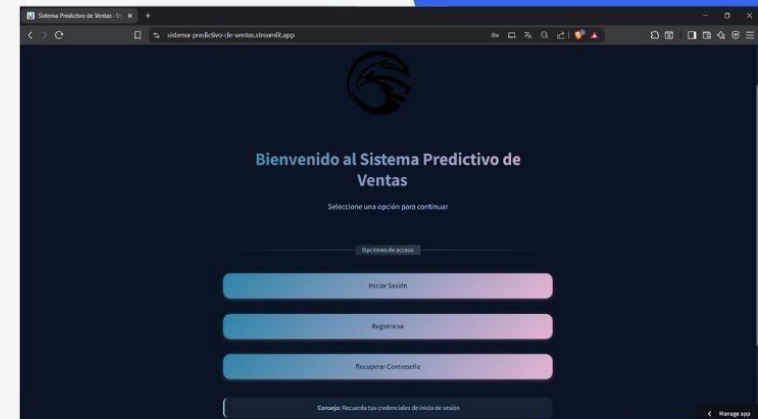 Sistema Predictivo de Ventas - St
sistema-predictivo-de-ventas.streamlit.app
Bienvenido al Sistema Predictivo de
Ventas
Seleccione una opción para continuar
Opciones de acceso
Iniciar Sesión
Registrarse
Recuperar Contraseña
Consejo: Recuerda tus credenciales de inicio de sesión
Manage app